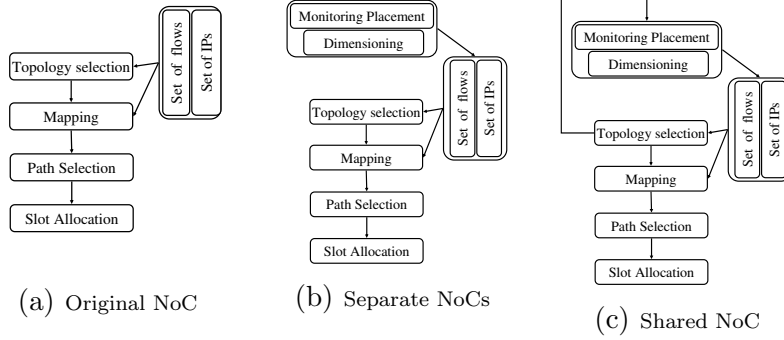 Topology selection
Mapping
Path Selection
Slot Allocation
Set of flows
Set of IPs
(a) Original NoC
Monitoring Placement
Dimensioning
Set of flows
Set of IPs
Topology selection
Mapping
Path Selection
Slot Allocation
(b) Separate NoCs
Monitoring Placement
Dimensioning
Set of flows
Set of IPs
Topology selection
Mapping
Path Selection
Slot Allocation
(c) Shared NoC